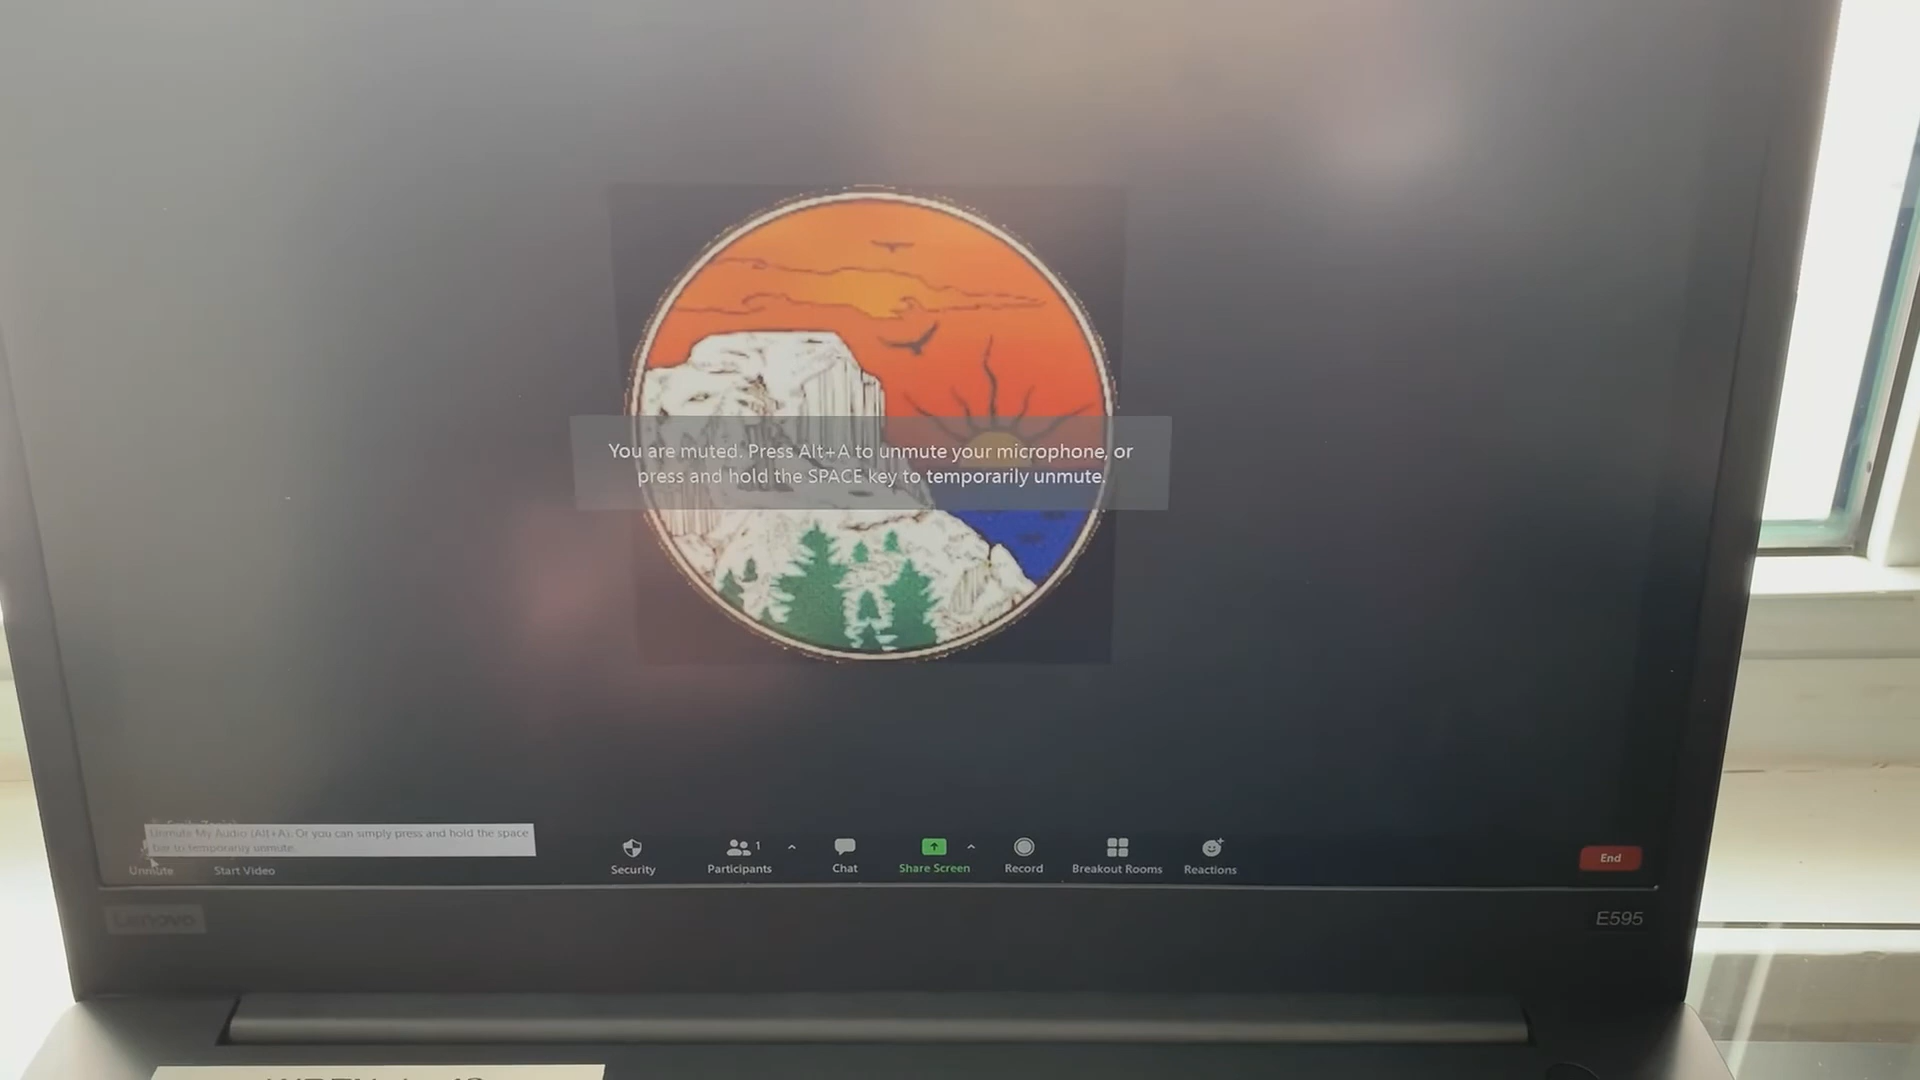 You are muted. Press Alt+A to unmute your microphone, or
press and hold the SPACE key to temporarily unmute.
Unmute My Audio (Alt+A). Or you can simply press and hold the space
bar to temporarily unmute.
Unmute
Start Video
Security
Participants
1
Chat
Share Screen
Record
Breakout Rooms
Reactions
End
Lenovo
E595